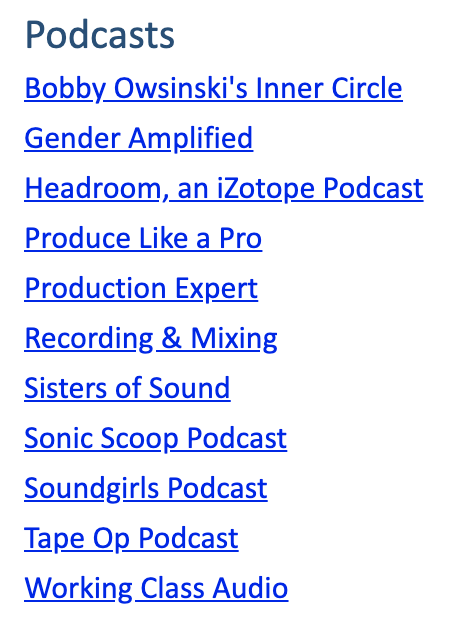 Podcasts
Bobby Owsinski's Inner Circle
Gender Amplified
Headroom, an iZotope Podcast
Produce Like a Pro
Production Expert
Recording & Mixing
Sisters of Sound
Sonic Scoop Podcast
Soundgirls Podcast
Tape Op Podcast
Working Class Audio